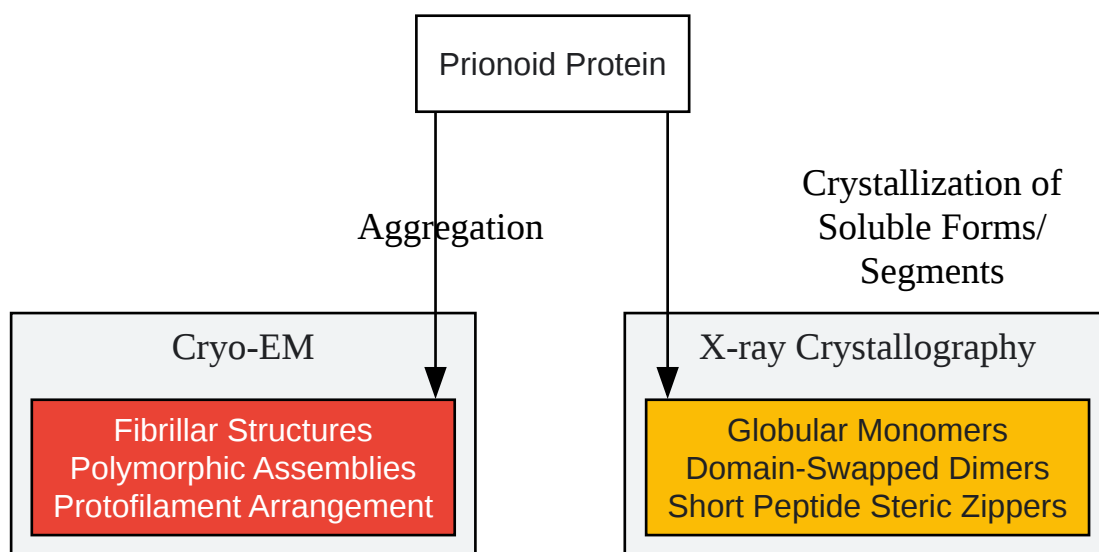 Prionoid Protein
Aggregation
Crystallization of
Soluble Forms/
Segments
Cryo-EM
Fibrillar Structures
Polymorphic Assemblies
Protofilament Arrangement
X-ray Crystallography
Globular Monomers
Domain-Swapped Dimers
Short Peptide Steric Zippers